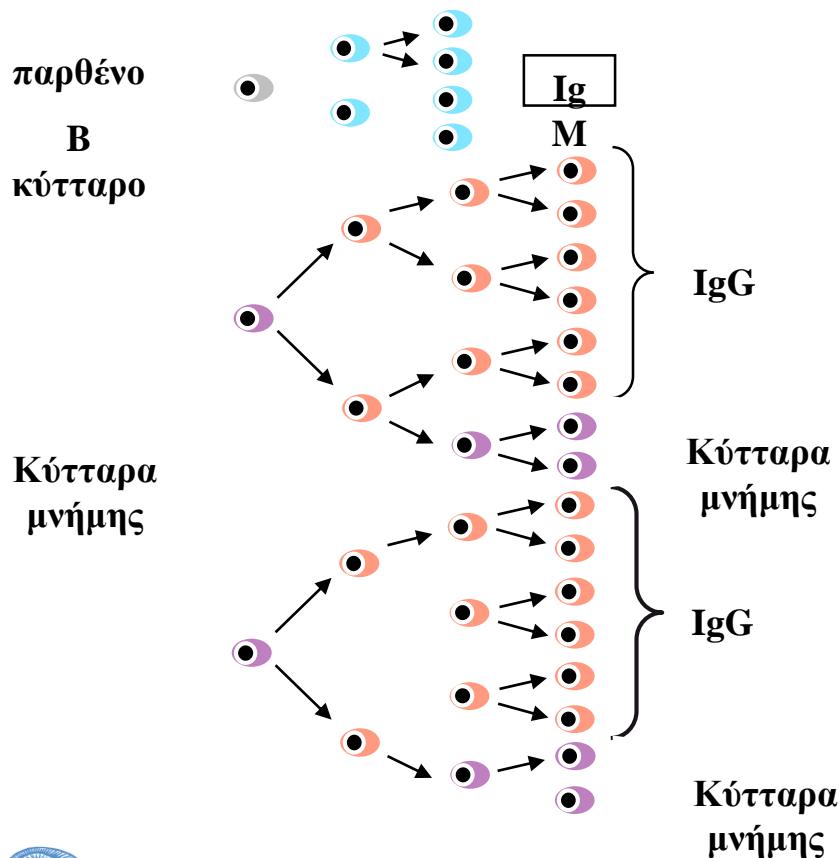 παρθένο
Β
κύτταρο
Ig
M
IgG
Κύτταρα
μνήμης
Κύτταρα
μνήμης
IgG
Κύτταρα
μνήμης